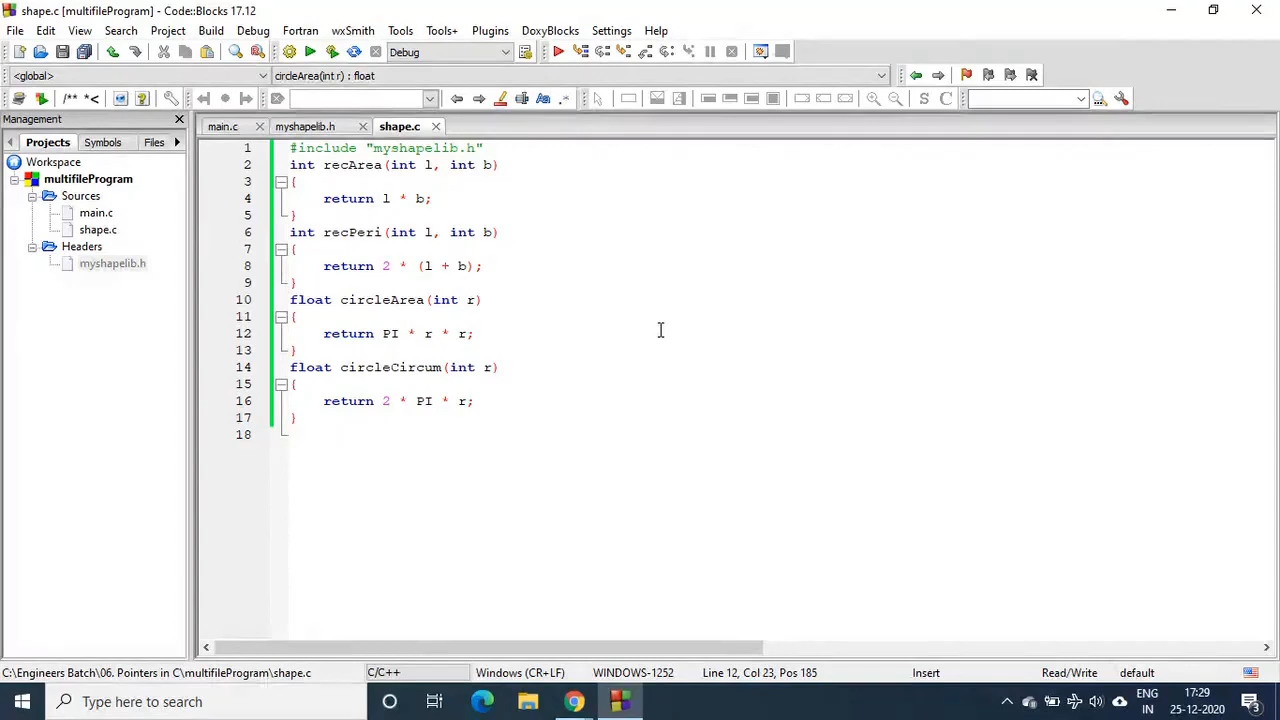 shape.c [multifileProgram] - Code::Blocks 17.12
File Edit View Search Project Build Debug Fortran wxSmith Tools Tools+ Plugins DoxyBlocks Settings Help
Debug
<global> circleArea(int r) : float
/** *<
S C
Management
main.c myshapelib.h shape.c
Projects Symbols Files
Workspace
multifileProgram
Sources
main.c
shape.c
Headers
myshapelib.h
1 #include "myshapelib.h"
2 int recArea(int l, int b)
3 {
4 return l * b;
5 }
6 int recPeri(int l, int b)
7 {
8 return 2 * (l + b);
9 }
10 float circleArea(int r)
11 {
12 return PI * r * r;
13 }
14 float circleCircum(int r)
15 {
16 return 2 * PI * r;
17 }
18
C:\Engineers Batch\06. Pointers in C\multifileProgram\shape.c C/C++ Windows (CR+LF) WINDOWS-1252 Line 12, Col 23, Pos 185 Insert Read/Write default
Type here to search
ENG
IN
17:29
25-12-2020
3